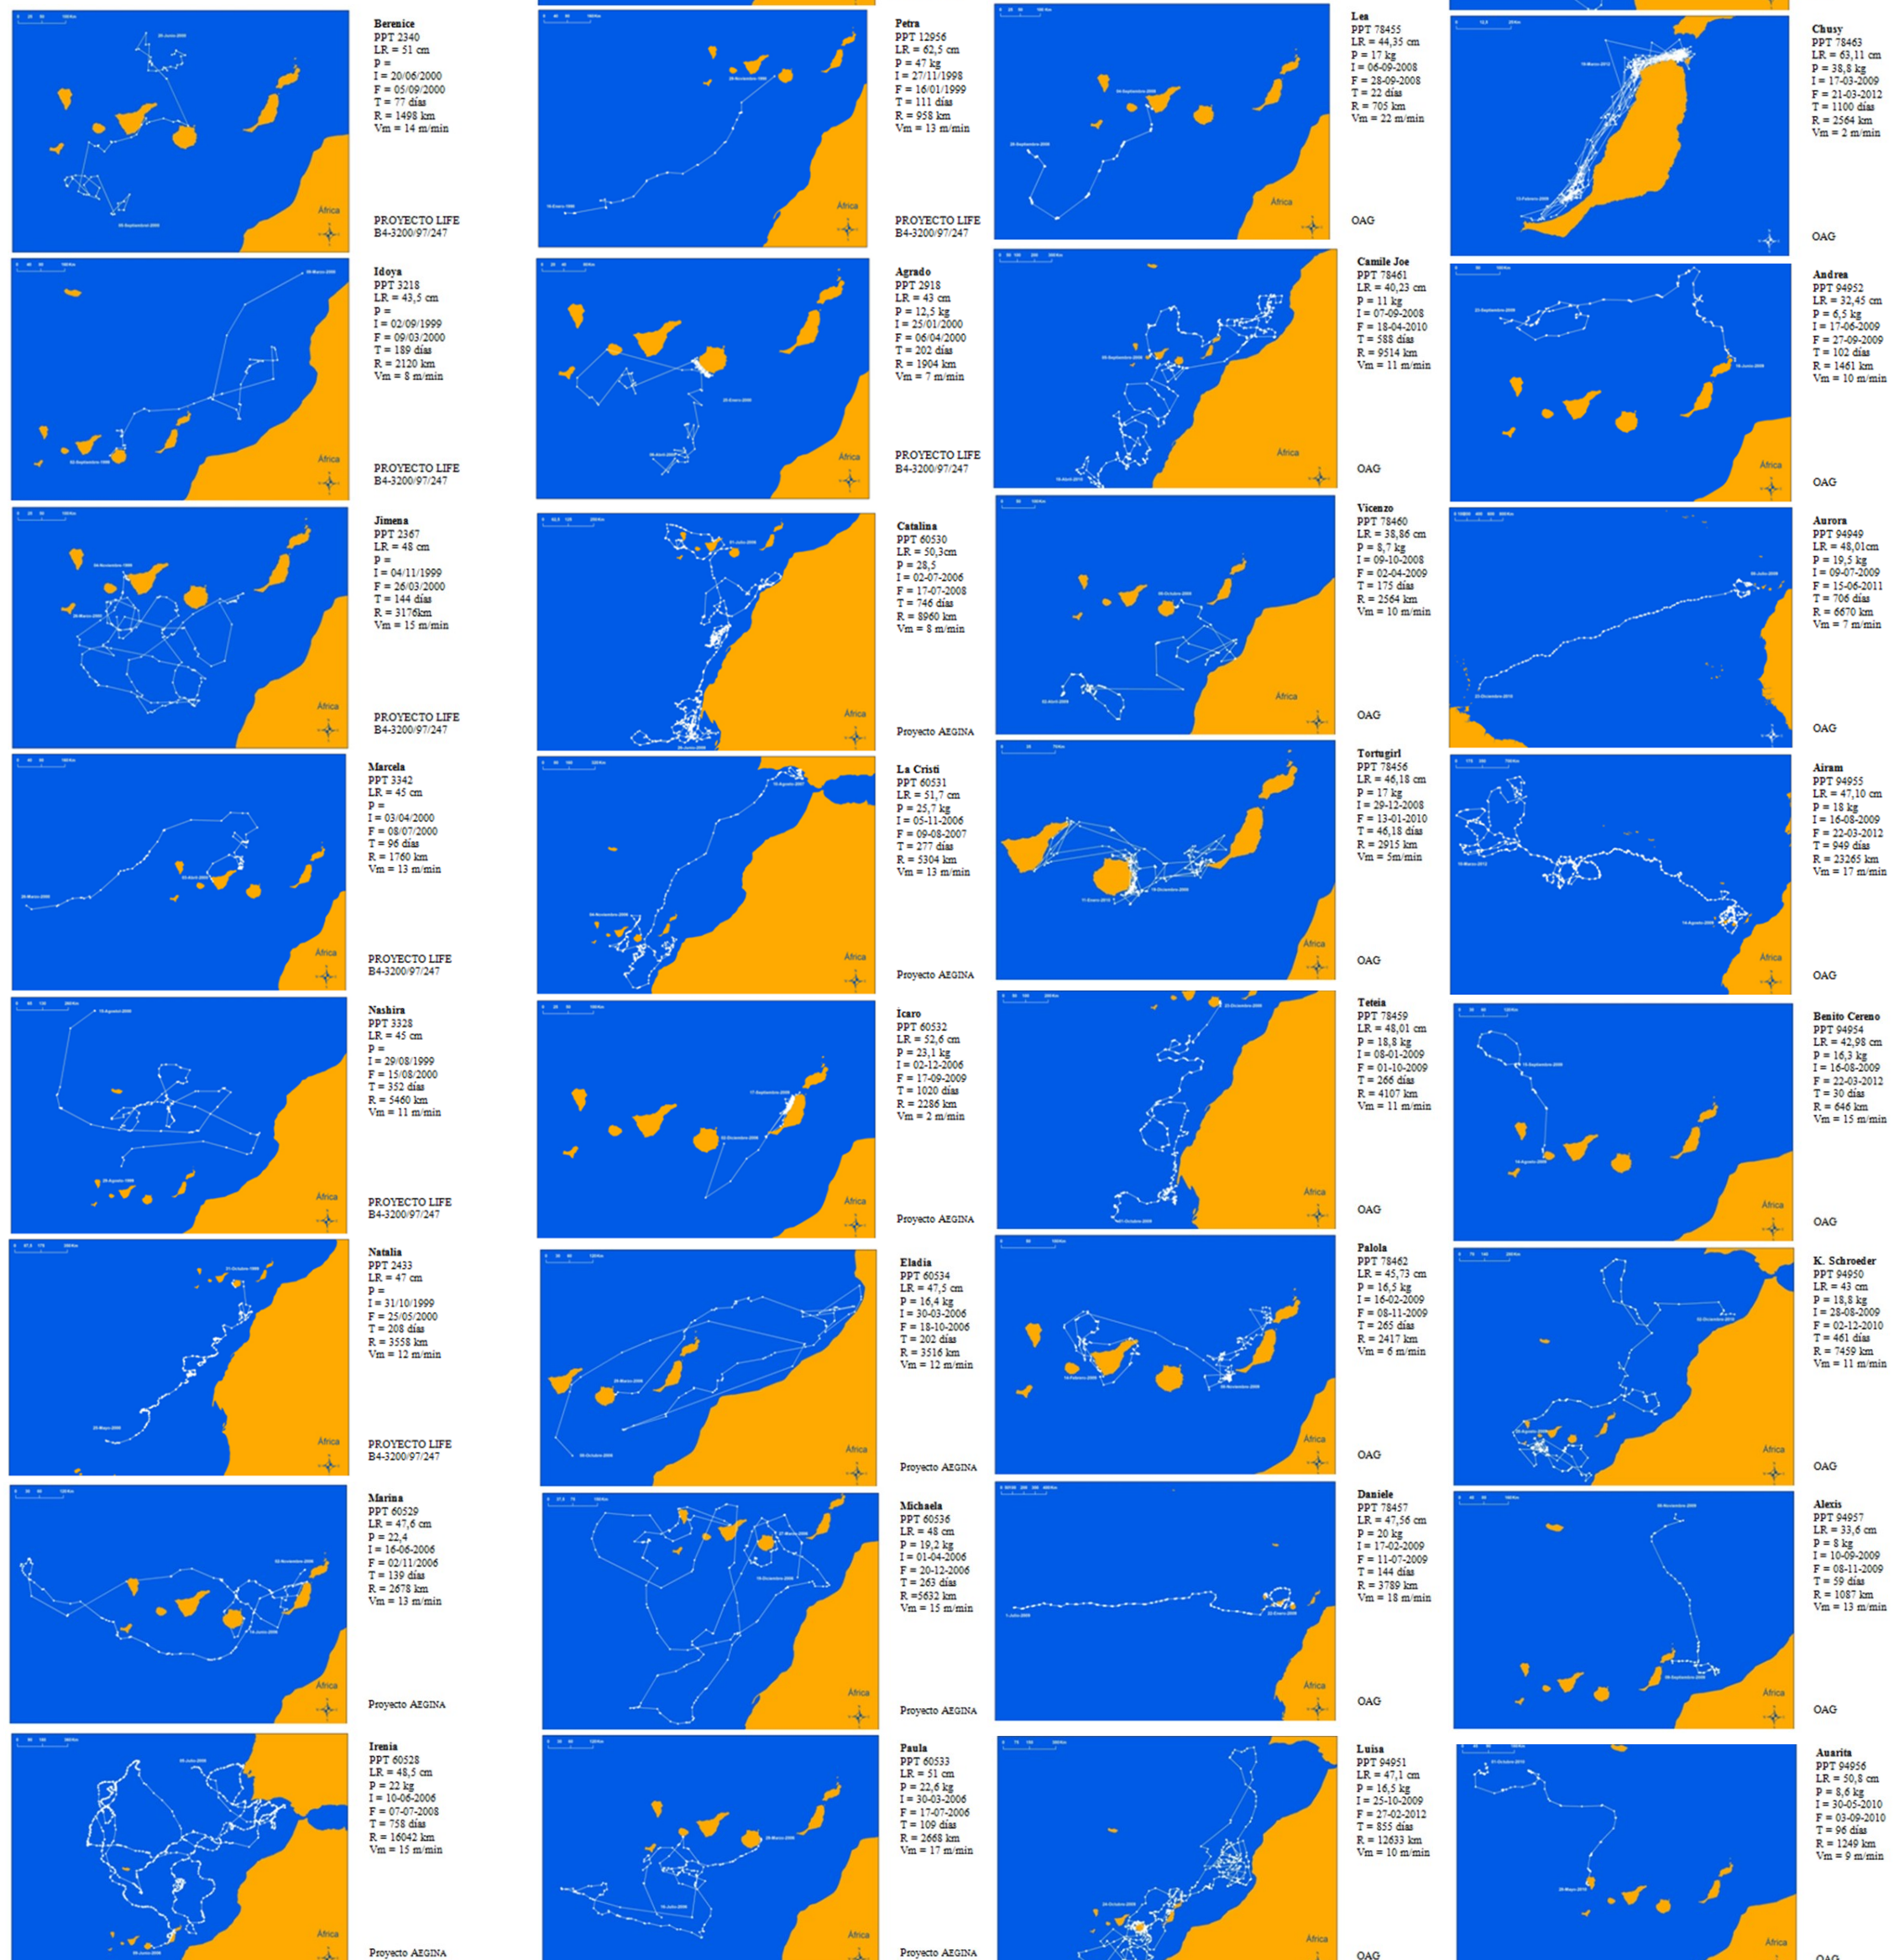 Berenice
PPT 2340
LR = 51 cm
P =
I = 20/06/2000
F = 05/09/2000
T = 77 días
R = 1498 km
Vm = 14 m/min
África
PROYECTO LIFE
B4-3200/97/247
Petra
PPT 12956
LR = 62,5 cm
P = 47 kg
I = 27/11/1998
F = 16/01/1999
T = 111 días
R = 958 km
Vm = 13 m/min
África
PROYECTO LIFE
B4-3200/97/247
Lea
PPT 78455
LR = 44,35 cm
P = 17 kg
I = 06-09-2008
F = 28-09-2008
T = 22 días
R = 705 km
Vm = 22 m/min
África
OAG
Chusy
PPT 78463
LR = 63,11 cm
P = 38,8 kg
I = 17-03-2009
F = 21-03-2012
T = 1100 días
R = 2564 km
Vm = 2 m/min
OAG
Idoya
PPT 3218
LR = 43,5 cm
P =
I = 02/09/1999
F = 09/03/2000
T = 189 días
R = 2120 km
Vm = 8 m/min
África
PROYECTO LIFE
B4-3200/97/247
Agrado
PPT 2918
LR = 43 cm
P = 12,5 kg
I = 25/01/2000
F = 06/04/2000
T = 202 días
R = 1904 km
Vm = 7 m/min
África
PROYECTO LIFE
B4-3200/97/247
Camile Joe
PPT 78461
LR = 40,23 cm
P = 11 kg
I = 07-09-2008
F = 18-04-2010
T = 588 días
R = 9514 km
Vm = 11 m/min
África
OAG
Andrea
PPT 94952
LR = 32,45 cm
P = 6,5 kg
I = 17-06-2009
F = 27-09-2009
T = 102 días
R = 1461 km
Vm = 10 m/min
África
OAG
Jimena
PPT 2367
LR = 48 cm
P =
I = 04/11/1999
F = 26/03/2000
T = 144 días
R = 3176km
Vm = 15 m/min
África
PROYECTO LIFE
B4-3200/97/247
Catalina
PPT 60530
LR = 50,3cm
P = 28,5
I = 02-07-2006
F = 17-07-2008
T = 746 días
R = 8960 km
Vm = 8 m/min
África
Proyecto AEGINA
Vicenzo
PPT 78460
LR = 38,86 cm
P = 8,7 kg
I = 09-10-2008
F = 02-04-2009
T = 175 días
R = 2564 km
Vm = 10 m/min
África
OAG
Aurora
PPT 94949
LR = 48,01cm
P = 19,5 kg
I = 09-07-2009
F = 15-06-2011
T = 706 días
R = 6670 km
Vm = 7 m/min
OAG
Marcela
PPT 3342
LR = 45 cm
P =
I = 03/04/2000
F = 08/07/2000
T = 96 días
R = 1760 km
Vm = 13 m/min
África
PROYECTO LIFE
B4-3200/97/247
La Cristi
PPT 60531
LR = 51,7 cm
P = 25,7 kg
I = 05-11-2006
F = 09-08-2007
T = 277 días
R = 5304 km
Vm = 13 m/min
África
Proyecto AEGINA
Tortugirl
PPT 78456
LR = 46,18 cm
P = 17 kg
I = 29-12-2008
F = 13-01-2010
T = 46,18 días
R = 2915 km
Vm = 5m/min
África
OAG
Airam
PPT 94955
LR = 47,10 cm
P = 18 kg
I = 16-08-2009
F = 22-03-2012
T = 949 días
R = 23265 km
Vm = 17 m/min
África
OAG
Nashira
PPT 3328
LR = 45 cm
P =
I = 29/08/1999
F = 15/08/2000
T = 352 días
R = 5460 km
Vm = 11 m/min
África
PROYECTO LIFE
B4-3200/97/247
Ícaro
PPT 60532
LR = 52,6 cm
P = 23,1 kg
I = 02-12-2006
F = 17-09-2009
T = 1020 días
R = 2286 km
Vm = 2 m/min
África
Proyecto AEGINA
Teteia
PPT 78459
LR = 48,01 cm
P = 18,8 kg
I = 08-01-2009
F = 01-10-2009
T = 266 días
R = 4107 km
Vm = 11 m/min
África
OAG
Benito Cereno
PPT 94954
LR = 42,98 cm
P = 16,3 kg
I = 16-08-2009
F = 22-03-2012
T = 30 días
R = 646 km
Vm = 15 m/min
África
OAG
Natalia
PPT 2433
LR = 47 cm
P =
I = 31/10/1999
F = 25/05/2000
T = 208 días
R = 3558 km
Vm = 12 m/min
África
PROYECTO LIFE
B4-3200/97/247
Eladia
PPT 60534
LR = 47,5 cm
P = 16,4 kg
I = 30-03-2006
F = 18-10-2006
T = 202 días
R = 3516 km
Vm = 12 m/min
África
Proyecto AEGINA
Palola
PPT 78462
LR = 45,73 cm
P = 16,5 kg
I = 16-02-2009
F = 08-11-2009
T = 265 días
R = 2417 km
Vm = 6 m/min
África
OAG
K. Schroeder
PPT 94950
LR = 43 cm
P = 18,8 kg
I = 28-08-2009
F = 02-12-2010
T = 461 días
R = 7459 km
Vm = 11 m/min
África
OAG
Marina
PPT 60529
LR = 47,6 cm
P = 22,4
I = 16-06-2006
F = 02/11/2006
T = 139 días
R = 2678 km
Vm = 13 m/min
África
Proyecto AEGINA
Michaela
PPT 60536
LR = 48 cm
P = 19,2 kg
I = 01-04-2006
F = 20-12-2006
T = 263 días
R =5632 km
Vm = 15 m/min
África
Proyecto AEGINA
Daniele
PPT 78457
LR = 47,56 cm
P = 20 kg
I = 17-02-2009
F = 11-07-2009
T = 144 días
R = 3789 km
Vm = 18 m/min
África
OAG
Alexis
PPT 94957
LR = 33,6 cm
P = 8 kg
I = 10-09-2009
F = 08-11-2009
T = 59 días
R = 1087 km
Vm = 13 m/min
África
OAG
Irenia
PPT 60528
LR = 48,5 cm
P = 22 kg
I = 10-06-2006
F = 07-07-2008
T = 758 días
R = 16042 km
Vm = 15 m/min
África
Proyecto AEGINA
Paula
PPT 60533
LR = 51 cm
P = 22,6 kg
I = 30-03-2006
F = 17-07-2006
T = 109 días
R = 2668 km
Vm = 17 m/min
África
Proyecto AEGINA
Luisa
PPT 94951
LR = 47,1 cm
P = 16,5 kg
I = 25-10-2009
F = 27-02-2012
T = 855 días
R = 12633 km
Vm = 10 m/min
África
OAG
Auarita
PPT 94956
LR = 50,8 cm
P = 8,6 kg
I = 30-05-2010
F = 03-09-2010
T = 96 días
R = 1249 km
Vm = 9 m/min
África
OAG